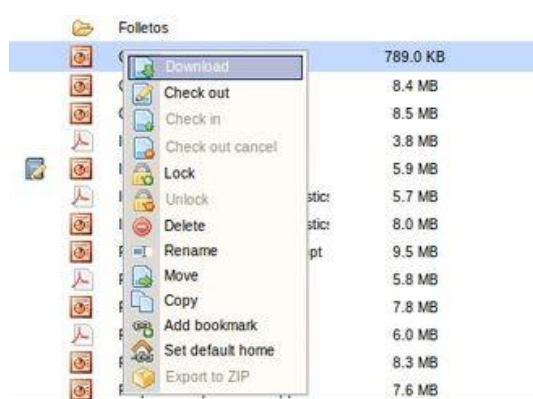 Folletos
789.0 KB
Download
8.4 MB
Check out
8.5 MB
Check in
3.8 MB
Check out cancel
5.9 MB
Lock
5.7 MB
Unlock
8.0 MB
Delete
9.5 MB
Rename
pt
5.8 MB
Move
7.8 MB
Copy
6.0 MB
Add bookmark
8.3 MB
Set default home
7.6 MB
Export to ZIP